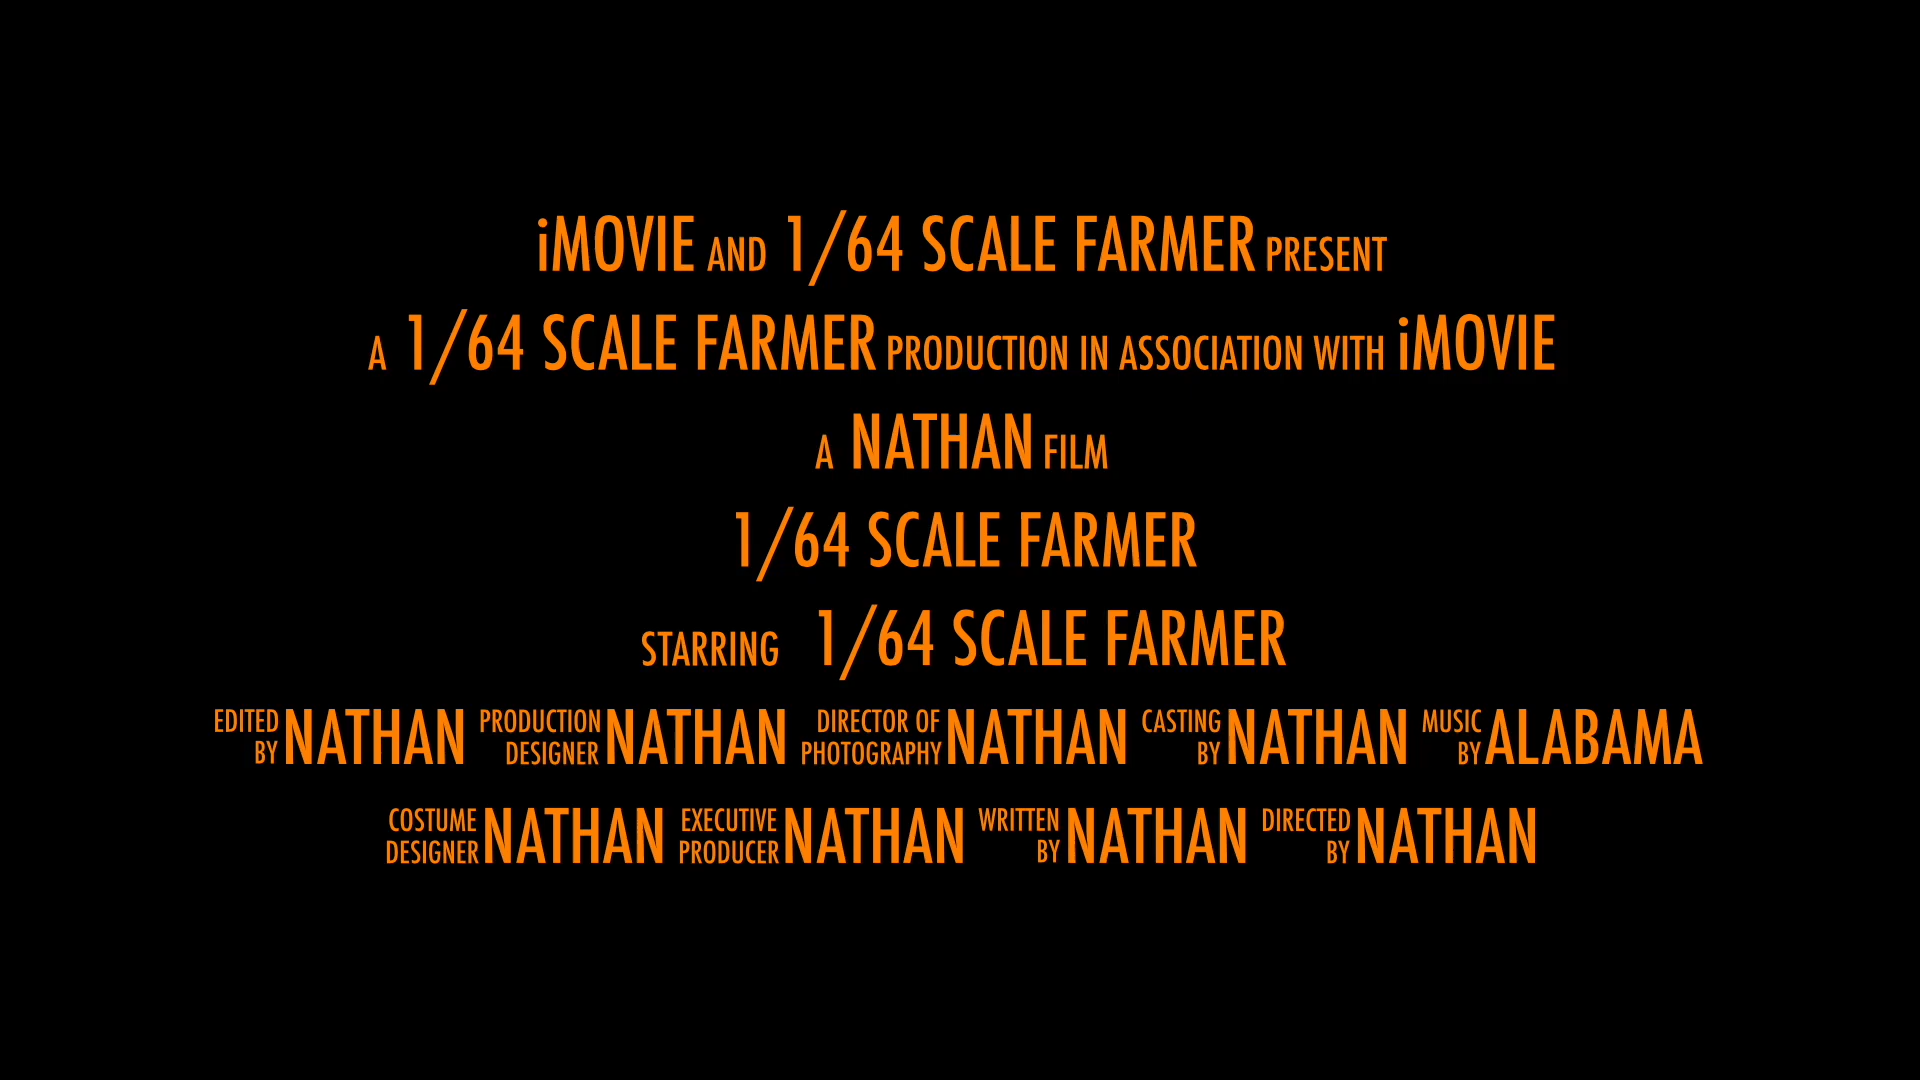 iMOVIE AND 1/64 SCALE FARMER PRESENT
A 1/64 SCALE FARMER PRODUCTION IN ASSOCIATION WITH iMOVIE
A NATHAN FILM
1/64 SCALE FARMER
STARRING 1/64 SCALE FARMER
EDITED BY NATHAN PRODUCTION DESIGNER NATHAN DIRECTOR OF PHOTOGRAPHY NATHAN CASTING BY NATHAN MUSIC BY ALABAMA
COSTUME DESIGNER NATHAN EXECUTIVE PRODUCER NATHAN WRITTEN BY NATHAN DIRECTED BY NATHAN